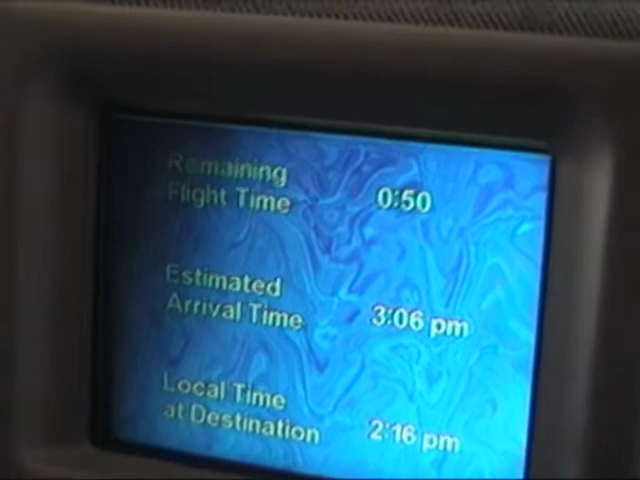 Remaining
Flight Time 0:50
Estimated
Arrival Time 3:06 pm
Local Time
at Destination 2:16 pm